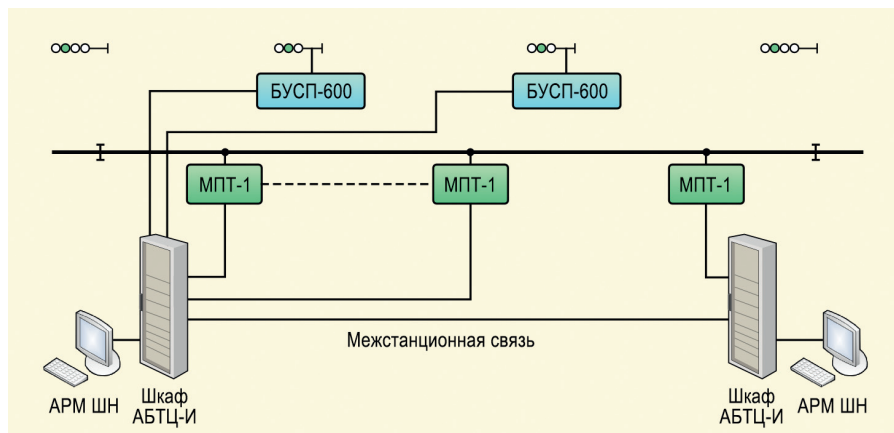 БУСП-600
БУСП-600
МПТ-1
МПТ-1
МПТ-1
Межстанционная связь
АРМ ШН
Шкаф
АБТЦ-И
Шкаф
АБТЦ-И
АРМ ШН